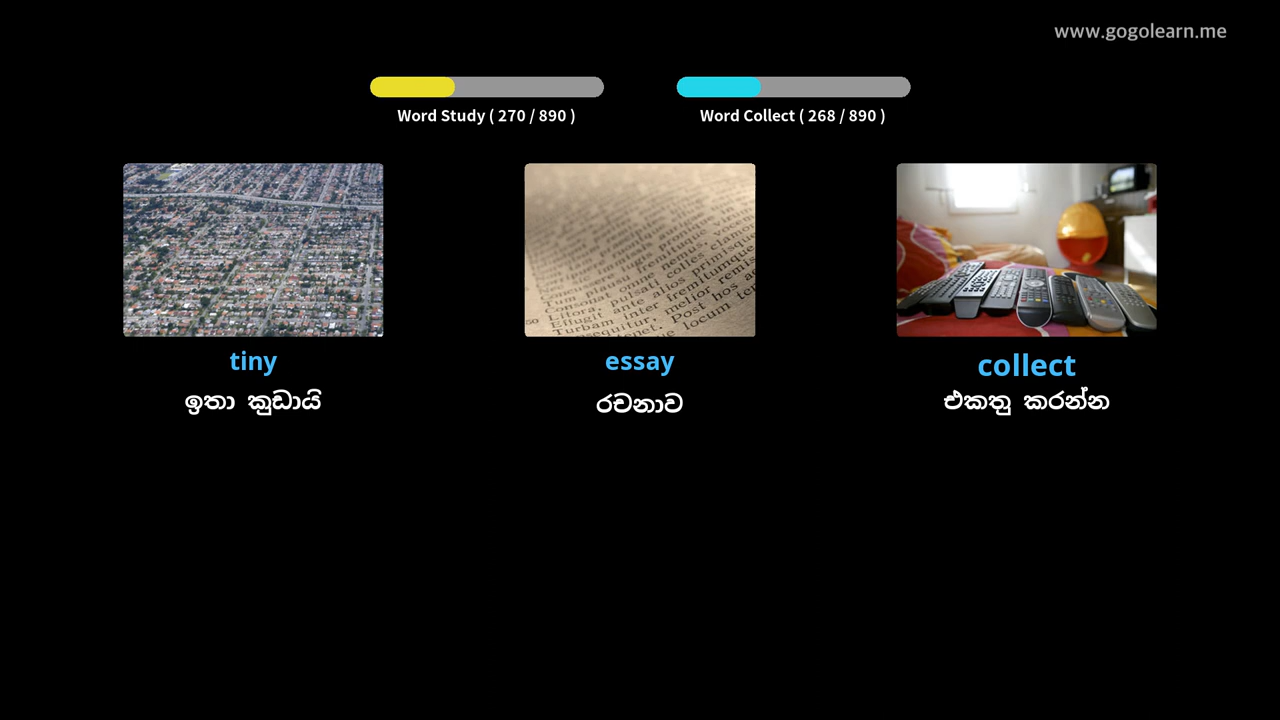 www.gogolearn.me
Word Study ( 270 / 890 )
Word Collect ( 268 / 890 )
tiny
ඉතා කුඩායි
essay
රචනාව
collect
එකතු කරන්න